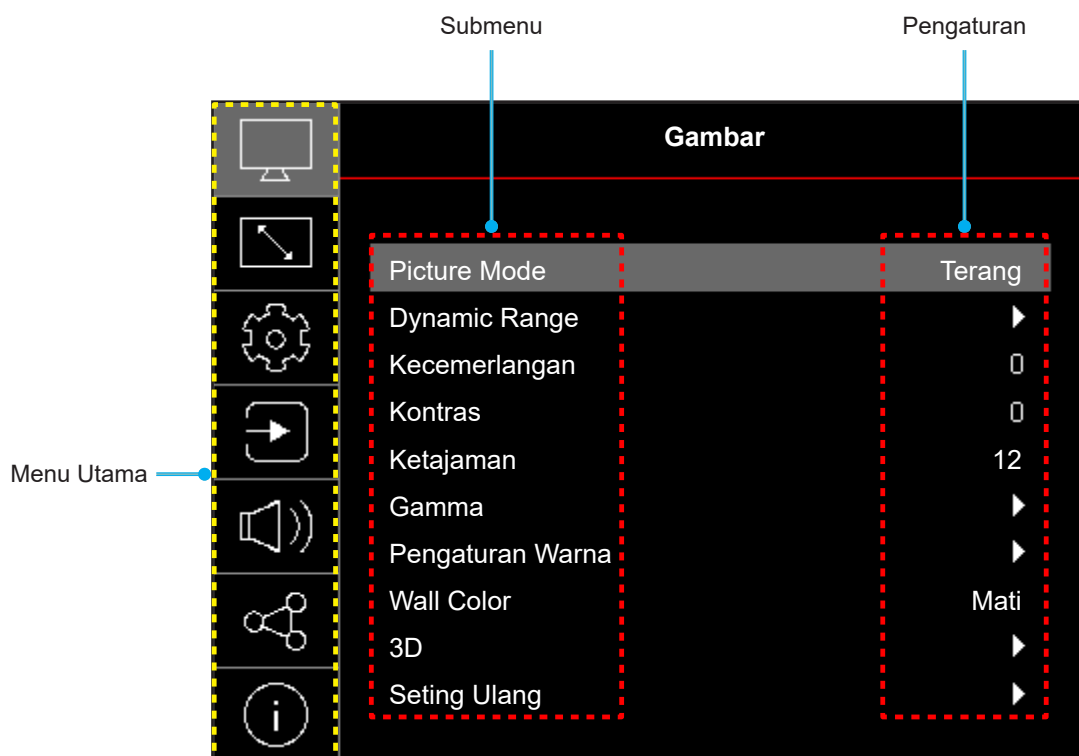 Submenu Pengaturan
Gambar
Picture Mode Terang
Dynamic Range
Kecemerlangan 0
Kontras 0
Ketajaman 12
Menu Utama
Gamma
Pengaturan Warna
Wall Color Mati
3D
Seting Ulang
i